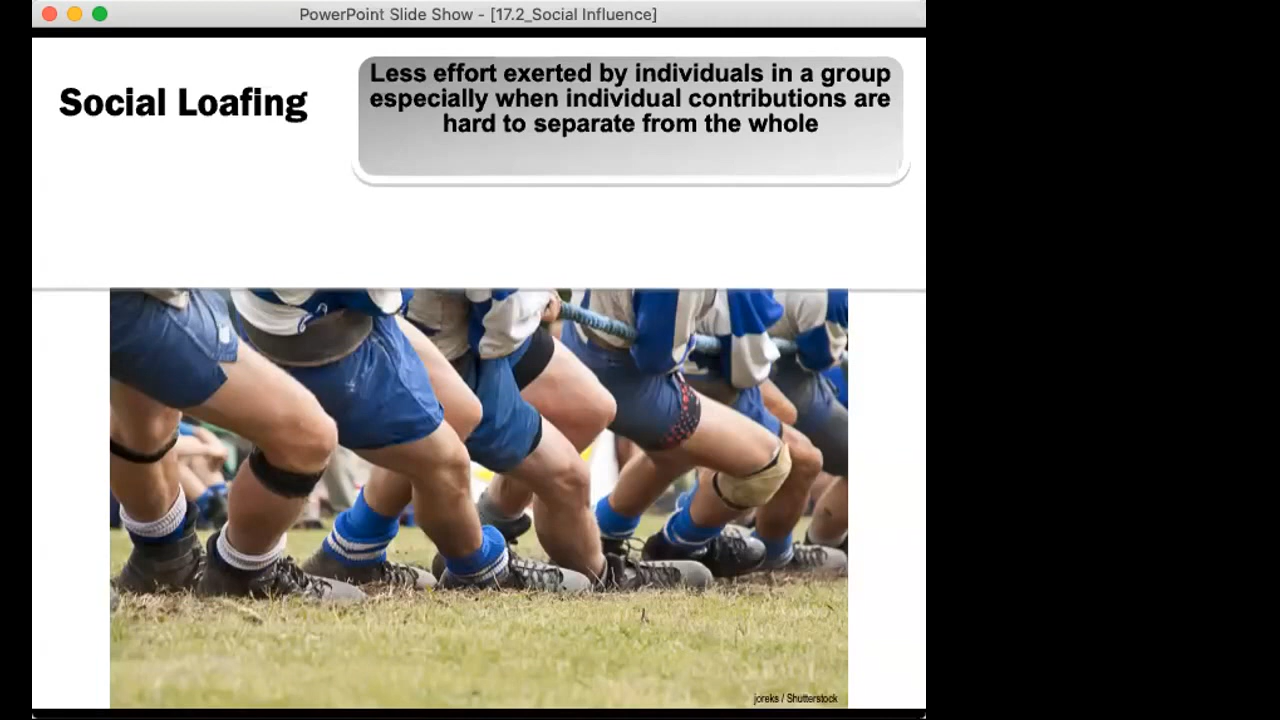 PowerPoint Slide Show - [17.2_Social Influence]
Social Loafing
Less effort exerted by individuals in a group
especially when individual contributions are
hard to separate from the whole
joreks / Shutterstock